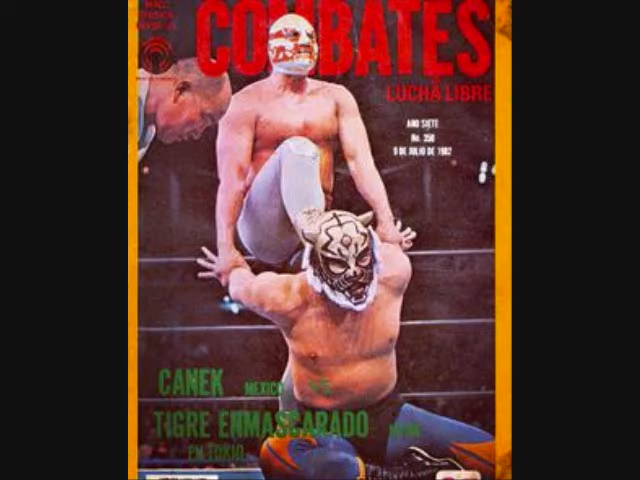 COMBATES
LUCHA LIBRE
AÑO SIETE
No. 350
9 DE JULIO DE 1982
CANEK MEXICO VS.
TIGRE ENMASCARADO
EN TOKIO